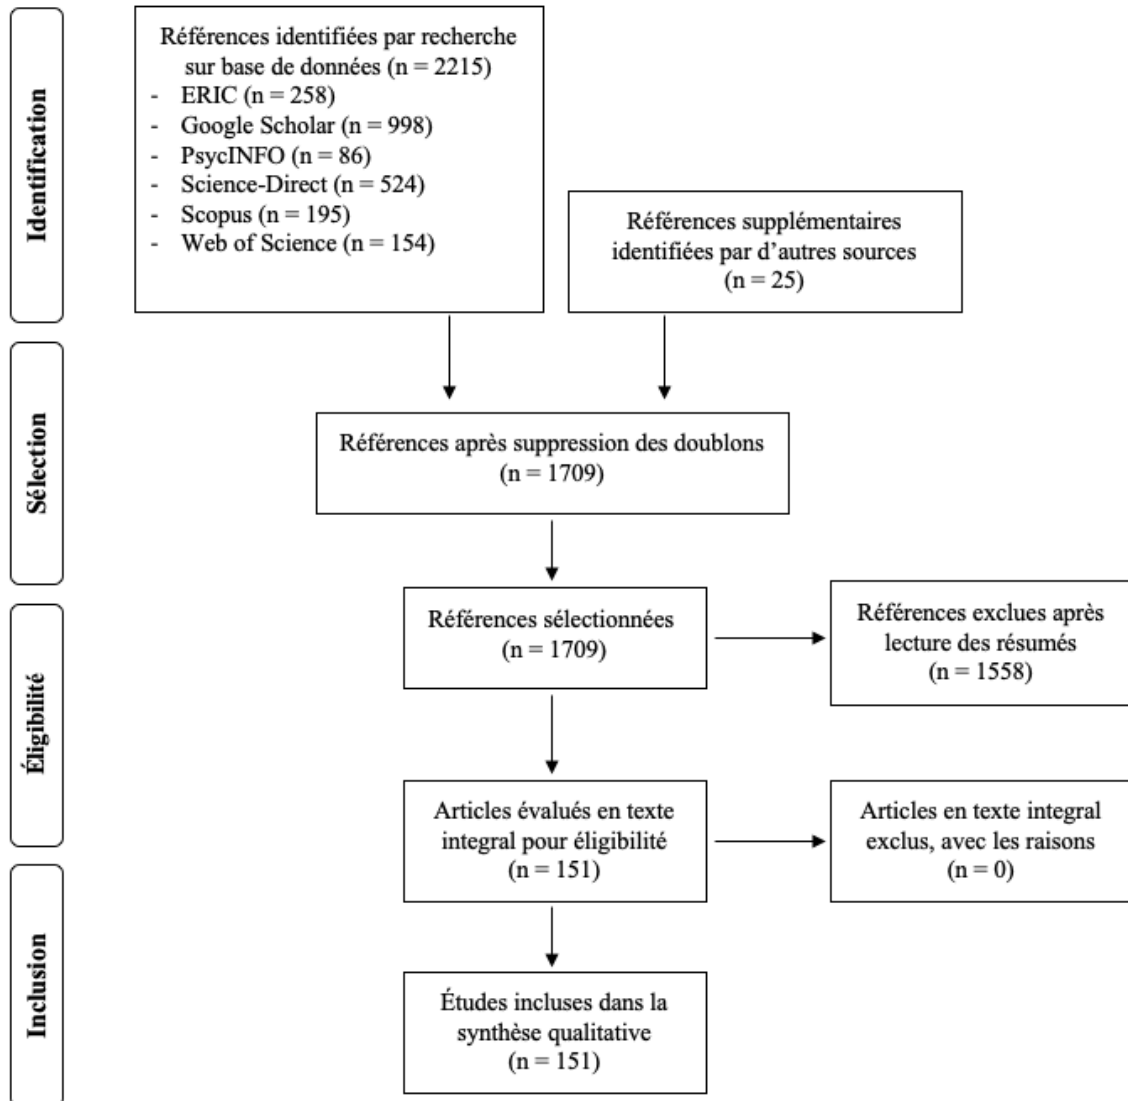 Identification
Références identifiées par recherche
sur base de données (n = 2215)
- ERIC (n = 258)
- Google Scholar (n = 998)
- PsycINFO (n = 86)
- Science-Direct (n = 524)
- Scopus (n = 195)
- Web of Science (n = 154)
Références supplémentaires
identifiées par d’autres sources
(n = 25)
Sélection
Références après suppression des doublons
(n = 1709)
Éligibilité
Références sélectionnées
(n = 1709)
Références exclues après
lecture des résumés
(n = 1558)
Articles évalués en texte
integral pour éligibilité
(n = 151)
Articles en texte integral
exclus, avec les raisons
(n = 0)
Inclusion
Études incluses dans la
synthèse qualitative
(n = 151)